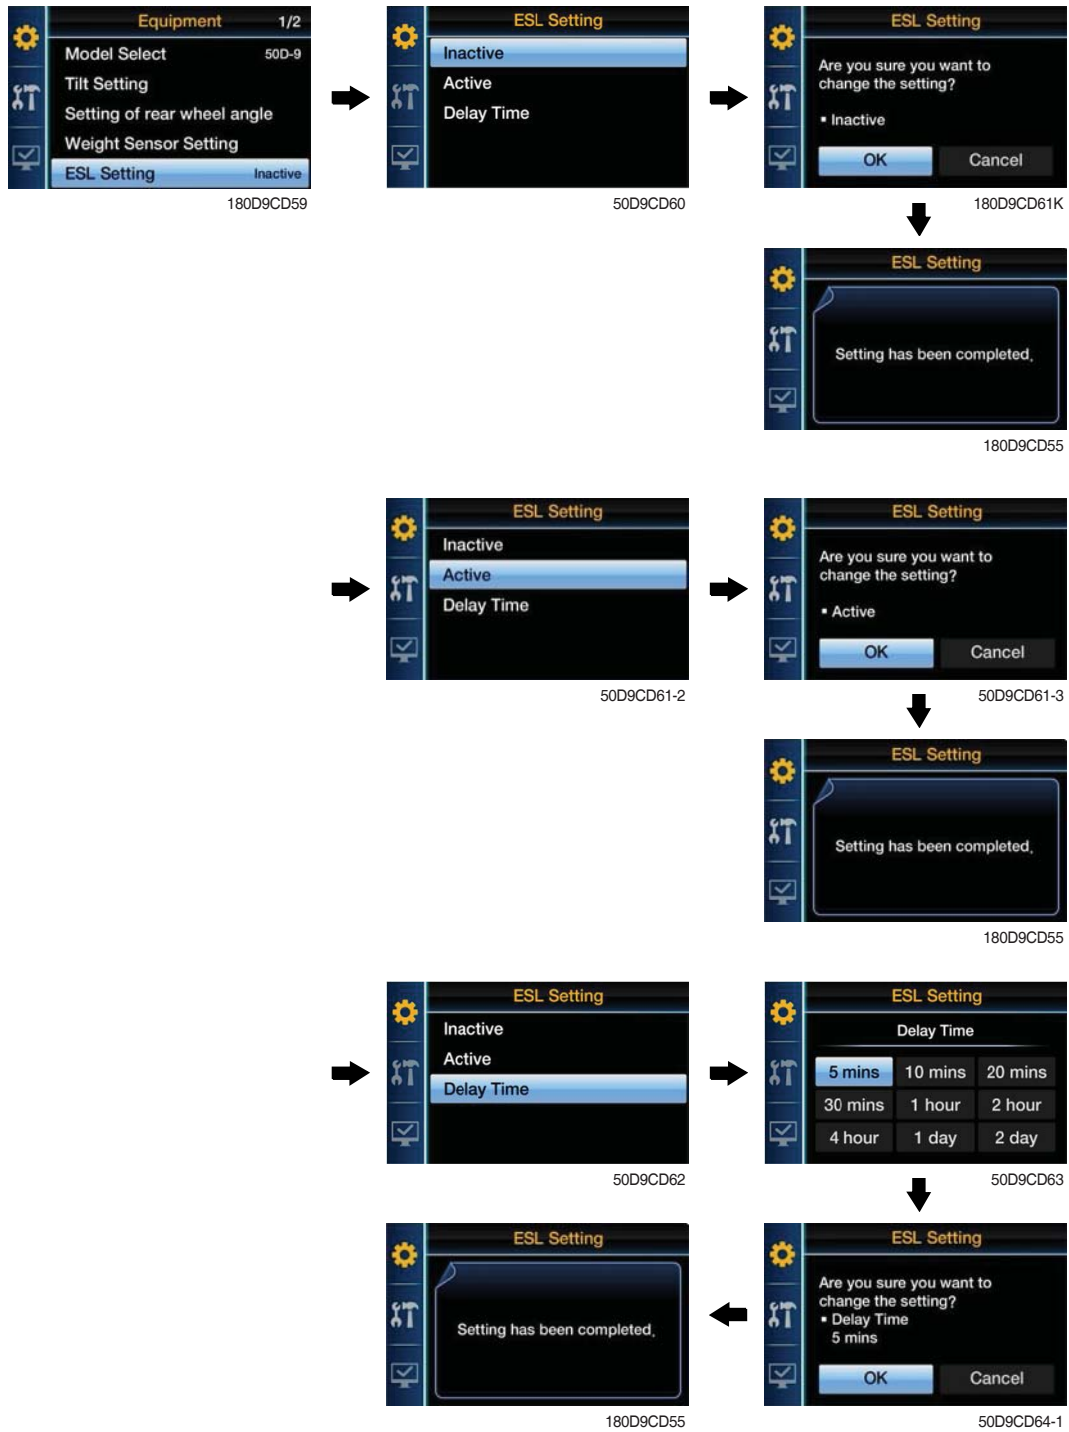 Equipment 1/2
Model Select 50D-9
Tilt Setting
Setting of rear wheel angle
Weight Sensor Setting
ESL Setting Inactive
180D9CD59
ESL Setting
Inactive
Active
Delay Time
50D9CD60
ESL Setting
Are you sure you want to
change the setting?
▪ Inactive
OK Cancel
180D9CD61K
ESL Setting
Setting has been completed.
180D9CD55
ESL Setting
Inactive
Active
Delay Time
50D9CD61-2
ESL Setting
Are you sure you want to
change the setting?
▪ Active
OK Cancel
50D9CD61-3
ESL Setting
Setting has been completed.
180D9CD55
ESL Setting
Inactive
Active
Delay Time
50D9CD62
ESL Setting
Delay Time
5 mins 10 mins 20 mins
30 mins 1 hour 2 hour
4 hour 1 day 2 day
50D9CD63
ESL Setting
Setting has been completed.
180D9CD55
ESL Setting
Are you sure you want to
change the setting?
▪ Delay Time
5 mins
OK Cancel
50D9CD64-1